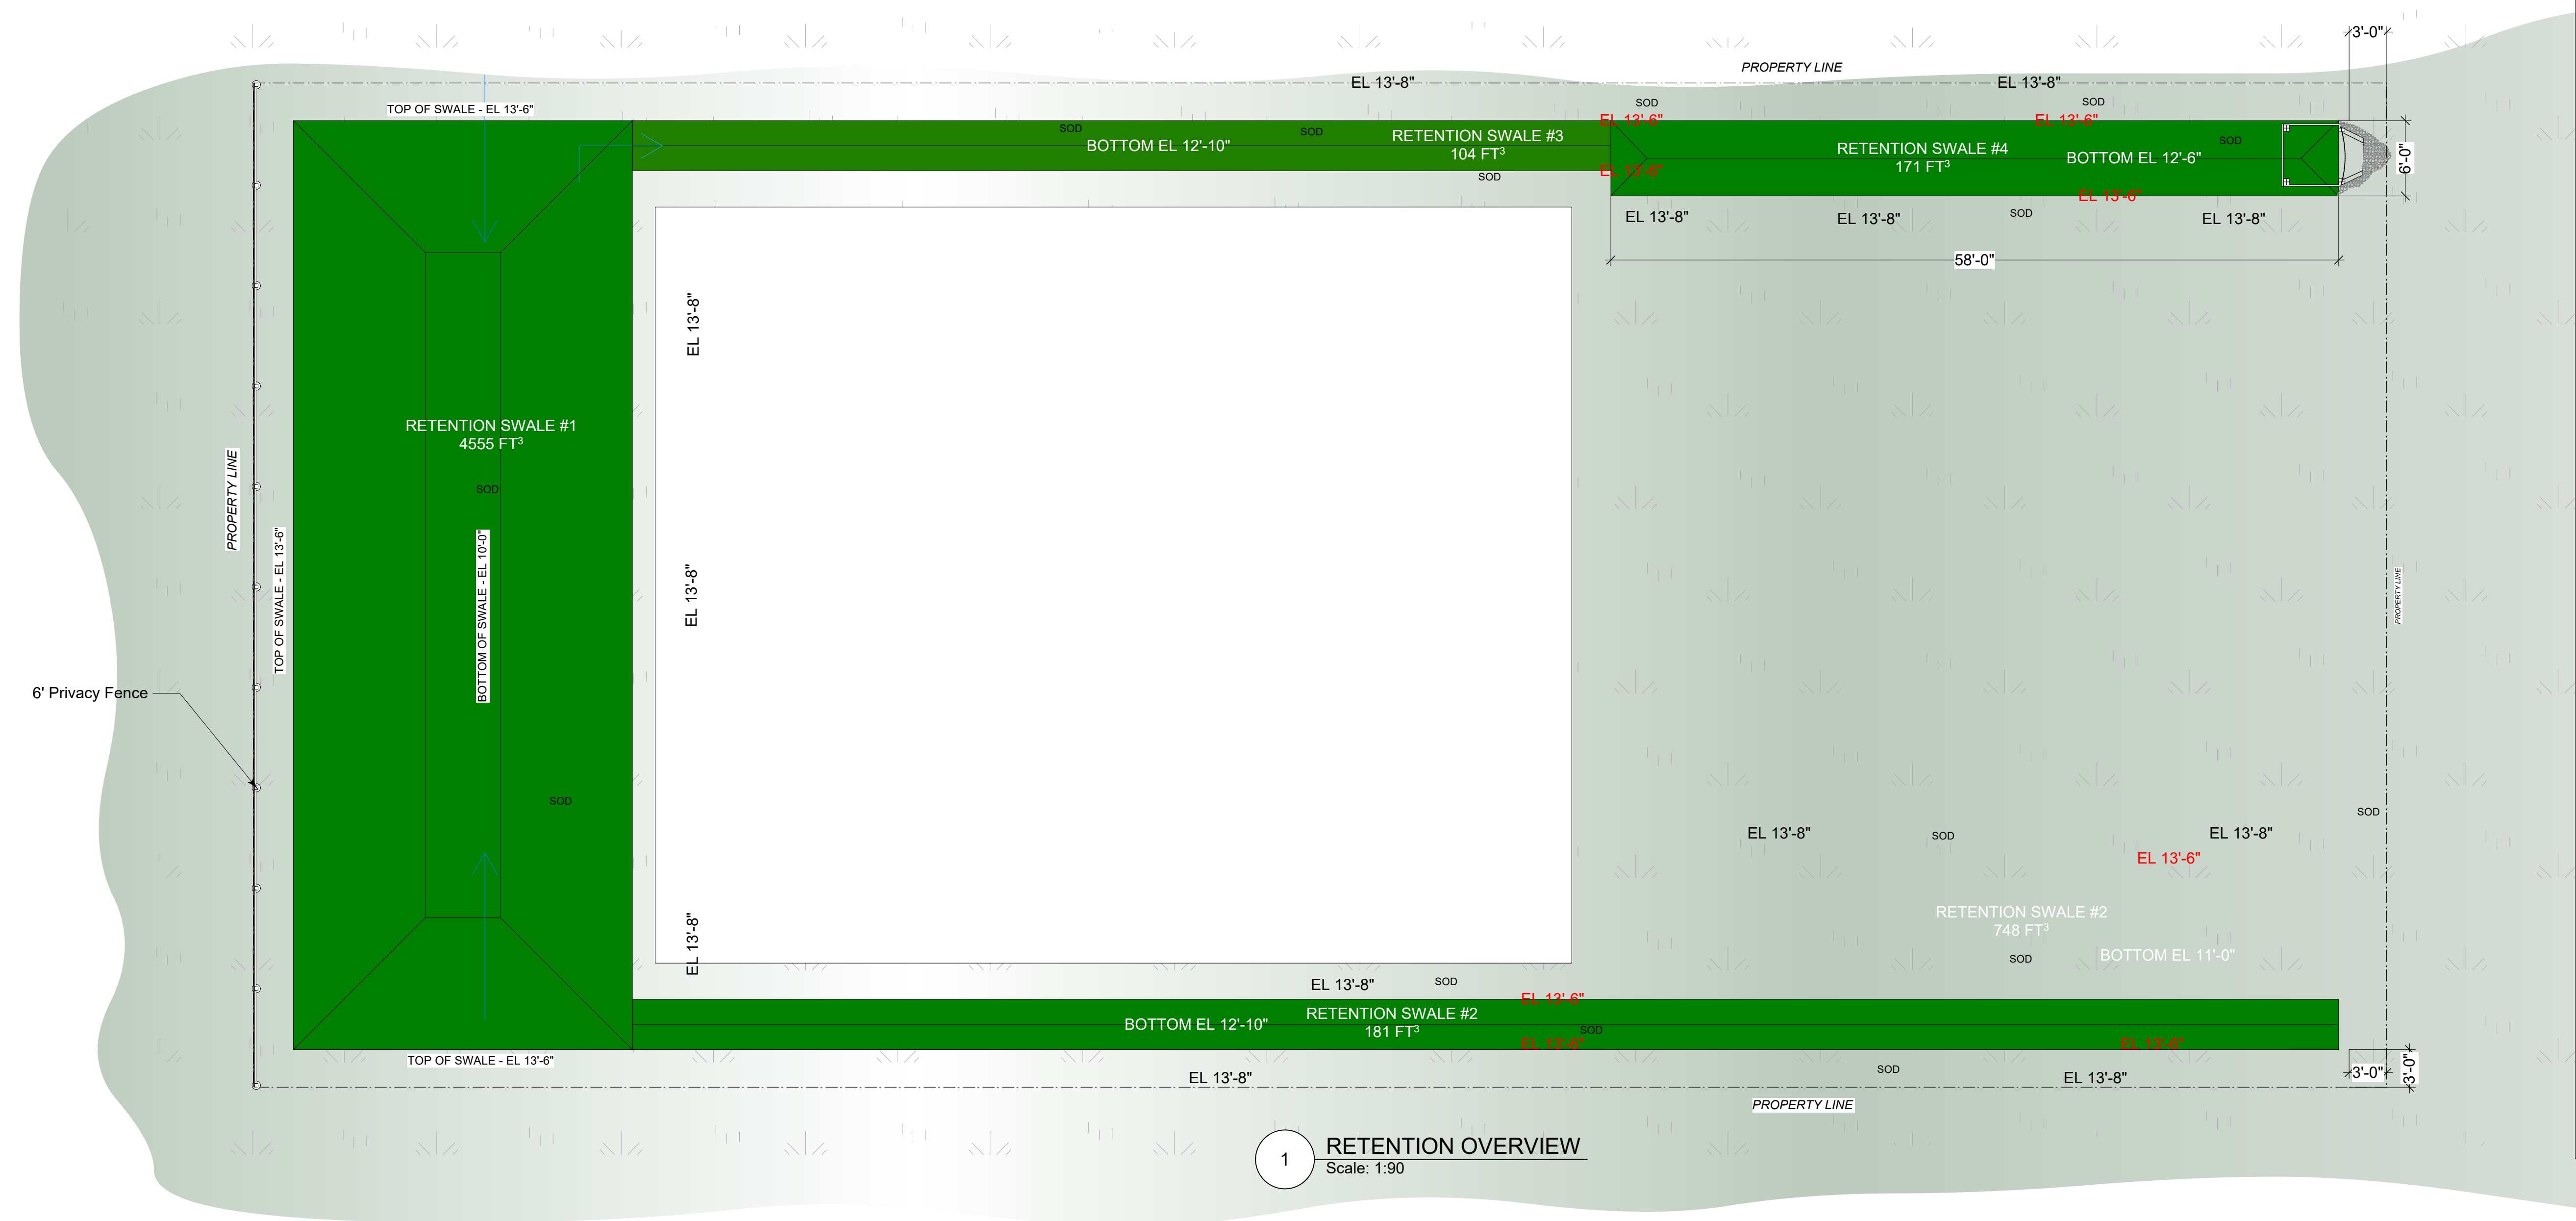 3'-0"
PROPERTY LINE
EL 13'-8"
EL 13'-8"
TOP OF SWALE - EL 13'-6"
SOD
SOD
EL 13'-6"
EL 13'-6"
SOD
SOD
RETENTION SWALE #3
104 FT³
BOTTOM EL 12'-10"
SOD
RETENTION SWALE #4
171 FT³
BOTTOM EL 12'-6"
6'-0"
EL 13'-6"
SOD
EL 13'-6"
EL 13'-8"
EL 13'-8"
SOD
EL 13'-8"
58'-0"
EL 13'-8"
RETENTION SWALE #1
4555 FT³
SOD
PROPERTY LINE
TOP OF SWALE - EL 13'-6"
BOTTOM OF SWALE - EL 10'-0"
EL 13'-8"
PROPERTY LINE
6' Privacy Fence
SOD
SOD
EL 13'-8"
SOD
EL 13'-8"
EL 13'-6"
RETENTION SWALE #2
748 FT³
SOD
BOTTOM EL 11'-0"
EL 13'-8"
EL 13'-8"
SOD
EL 13'-6"
RETENTION SWALE #2
181 FT³
BOTTOM EL 12'-10"
SOD
EL 13'-6"
EL 13'-6"
TOP OF SWALE - EL 13'-6"
SOD
3'-0"
3'-0"
EL 13'-8"
EL 13'-8"
PROPERTY LINE
1
RETENTION OVERVIEW
Scale: 1:90